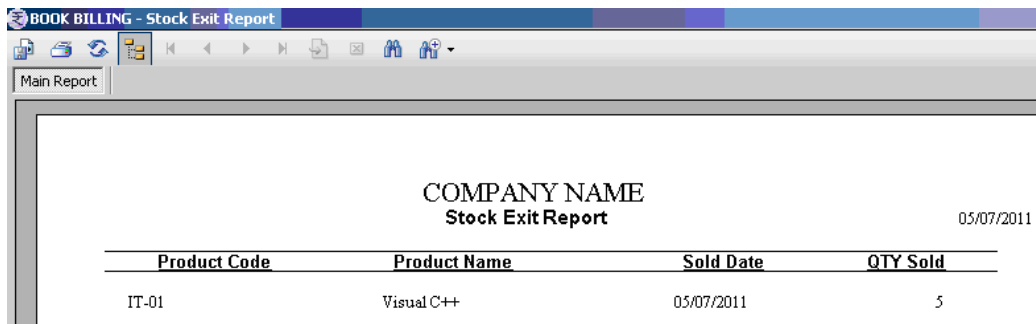 BOOK BILLING - Stock Exit Report
Main Report
COMPANY NAME
Stock Exit Report
05/07/2011
Product Code Product Name Sold Date QTY Sold
IT-01 Visual C++ 05/07/2011 5